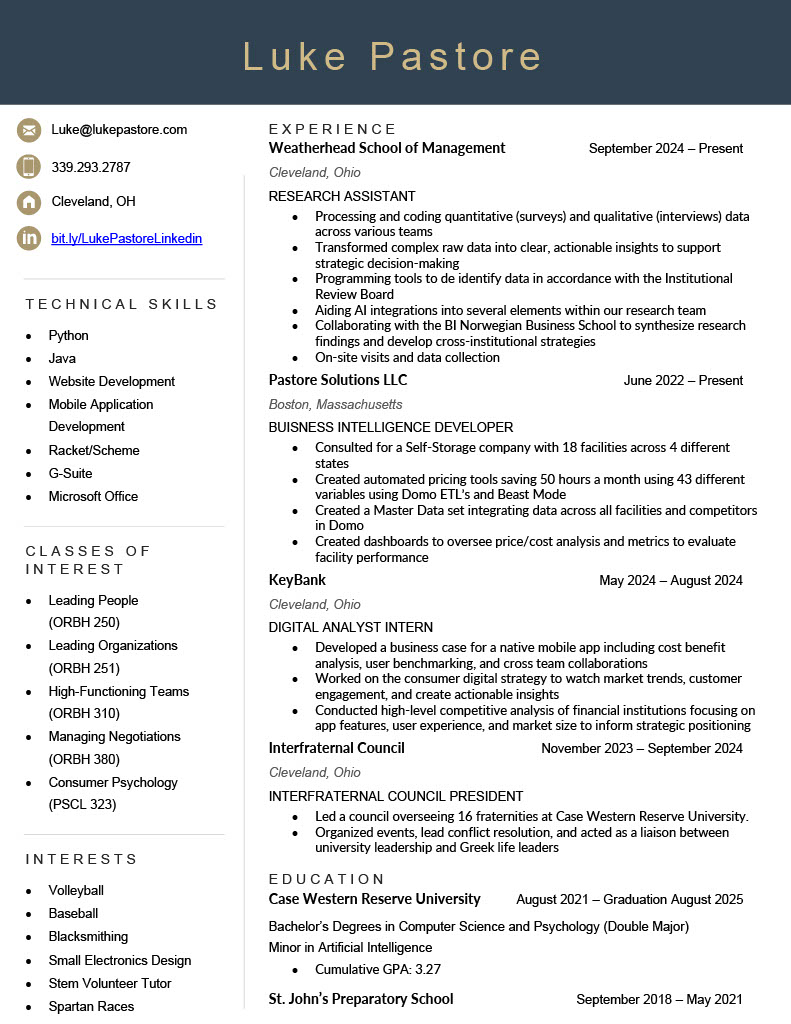 Luke Pastore
Luke@lukepastore.com
339.293.2787
Cleveland, OH
in bit.ly/LukePastoreLinkedin
TECHNICAL SKILLS
• Python
• Java
• Website Development
• Mobile Application
Development
• Racket/Scheme
• G-Suite
• Microsoft Office
CLASSES OF
INTEREST
• Leading People
(ORBH 250)
• Leading Organizations
(ORBH 251)
• High-Functioning Teams
(ORBH 310)
• Managing Negotiations
(ORBH 380)
• Consumer Psychology
(PSCL 323)
INTERESTS
• Volleyball
• Baseball
• Blacksmithing
• Small Electronics Design
• Stem Volunteer Tutor
• Spartan Races
EXPERIENCE
Weatherhead School of Management September 2024 – Present
Cleveland, Ohio
RESEARCH ASSISTANT
• Processing and coding quantitative (surveys) and qualitative (interviews) data
across various teams
• Transformed complex raw data into clear, actionable insights to support
strategic decision-making
• Programming tools to de identify data in accordance with the Institutional
Review Board
• Aiding AI integrations into several elements within our research team
• Collaborating with the BI Norwegian Business School to synthesize research
findings and develop cross-institutional strategies
• On-site visits and data collection
Pastore Solutions LLC June 2022 – Present
Boston, Massachusetts
BUISNESS INTELLIGENCE DEVELOPER
• Consulted for a Self-Storage company with 18 facilities across 4 different
states
• Created automated pricing tools saving 50 hours a month using 43 different
variables using Domo ETL's and Beast Mode
• Created a Master Data set integrating data across all facilities and competitors
in Domo
• Created dashboards to oversee price/cost analysis and metrics to evaluate
facility performance
KeyBank May 2024 – August 2024
Cleveland, Ohio
DIGITAL ANALYST INTERN
• Developed a business case for a native mobile app including cost benefit
analysis, user benchmarking, and cross team collaborations
• Worked on the consumer digital strategy to watch market trends, customer
engagement, and create actionable insights
• Conducted high-level competitive analysis of financial institutions focusing on
app features, user experience, and market size to inform strategic positioning
Interfraternal Council November 2023 – September 2024
Cleveland, Ohio
INTERFRATERNAL COUNCIL PRESIDENT
• Led a council overseeing 16 fraternities at Case Western Reserve University.
• Organized events, lead conflict resolution, and acted as a liaison between
university leadership and Greek life leaders
EDUCATION
Case Western Reserve University August 2021 – Graduation August 2025
Bachelor's Degrees in Computer Science and Psychology (Double Major)
Minor in Artificial Intelligence
• Cumulative GPA: 3.27
St. John's Preparatory School September 2018 – May 2021